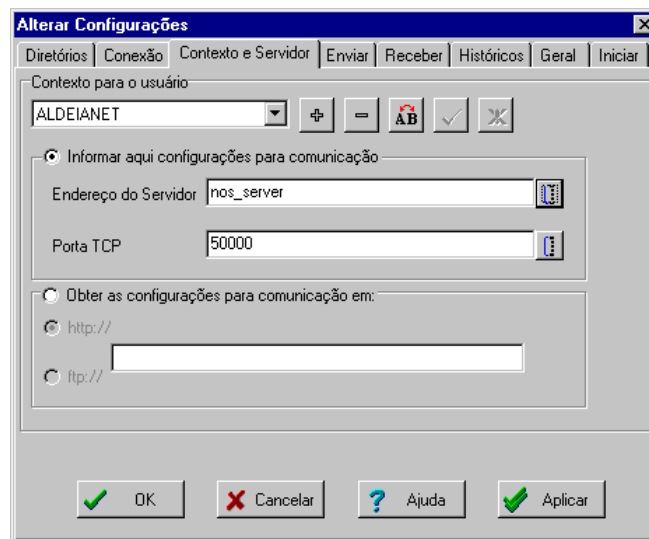 Alterar Configurações
Diretórios Conexão Contexto e Servidor Enviar Receber Históricos Geral Iniciar
Contexto para o usuário
ALDEIANET
AB
Informar aqui configurações para comunicação
Endereço do Servidor nos_server
Porta TCP 50000
Obter as configurações para comunicação em:
http://
ftp://
OK Cancelar ? Ajuda Aplicar